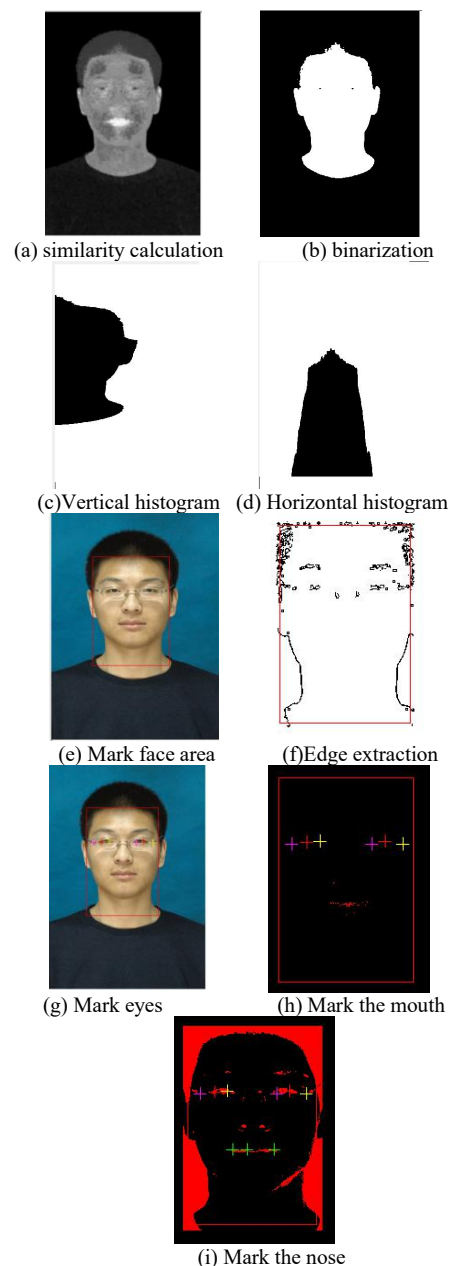 (a) similarity calculation (b) binarization
(c)Vertical histogram (d) Horizontal histogram
(e) Mark face area (f)Edge extraction
(g) Mark eyes (h) Mark the mouth
(i) Mark the nose